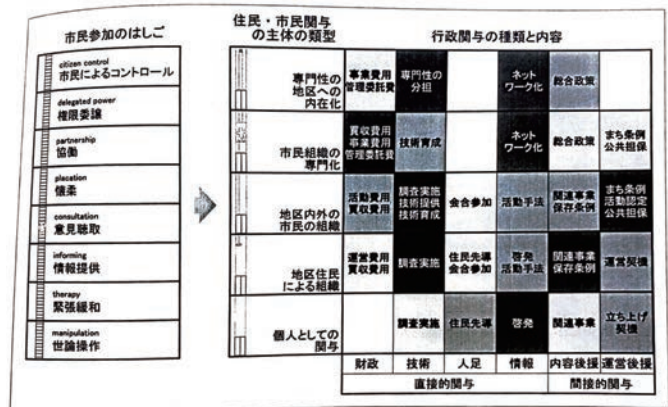 市民参加のはしご
citizen control
市民によるコントロール
delegated power
権限委譲
partnership
協働
placation
懐柔
consultation
意見聴取
informing
情報提供
therapy
緊張緩和
manipulation
世論操作
住民・市民関与
の主体の類型
行政関与の種類と内容
専門性の
地区への
内在化
事業費用
管理委託費
専門性の
分担
ネット
ワーク化
総合政策
市民組織の
専門化
買収費用
事業費用
管理委託費
技術育成
ネット
ワーク化
総合政策
まち条例
公共担保
地区内外の
市民の組織
活動費用
買収費用
調査実施
技術提供
技術育成
会合参加
活動手法
関連事業
保存条例
まち条例
活動認定
公共担保
地区住民
による組織
運営費用
買収費用
調査実施
住民先導
会合参加
啓発
活動手法
関連事業
保存条例
運営契機
個人としての
関与
調査実施
住民先導
啓発
関連事業
立ち上げ
契機
財政
技術
人足
情報
内容後援
運営後援
直接的関与
間接的関与